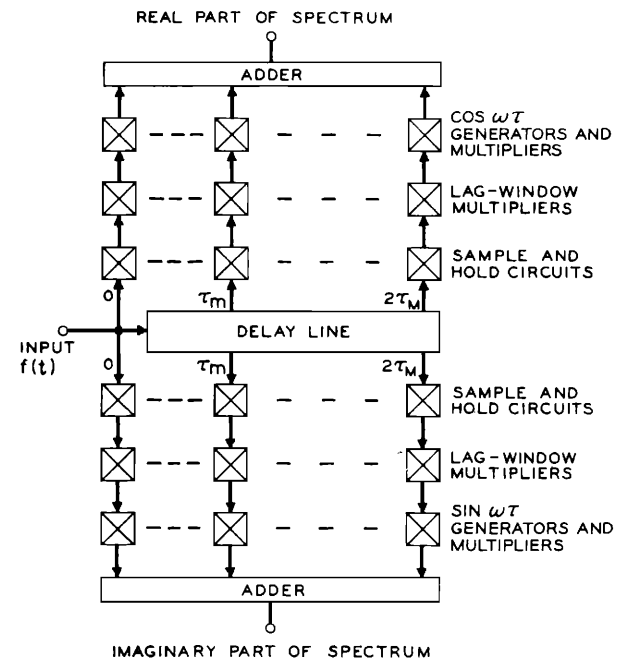 REAL PART OF SPECTRUM
ADDER
COS ωτ
GENERATORS AND
MULTIPLIERS
LAG-WINDOW
MULTIPLIERS
SAMPLE AND
HOLD CIRCUITS
0
τm
2τM
DELAY LINE
INPUT
f(t)
0
τm
2τM
SAMPLE AND
HOLD CIRCUITS
LAG-WINDOW
MULTIPLIERS
SIN ωτ
GENERATORS AND
MULTIPLIERS
ADDER
IMAGINARY PART OF SPECTRUM